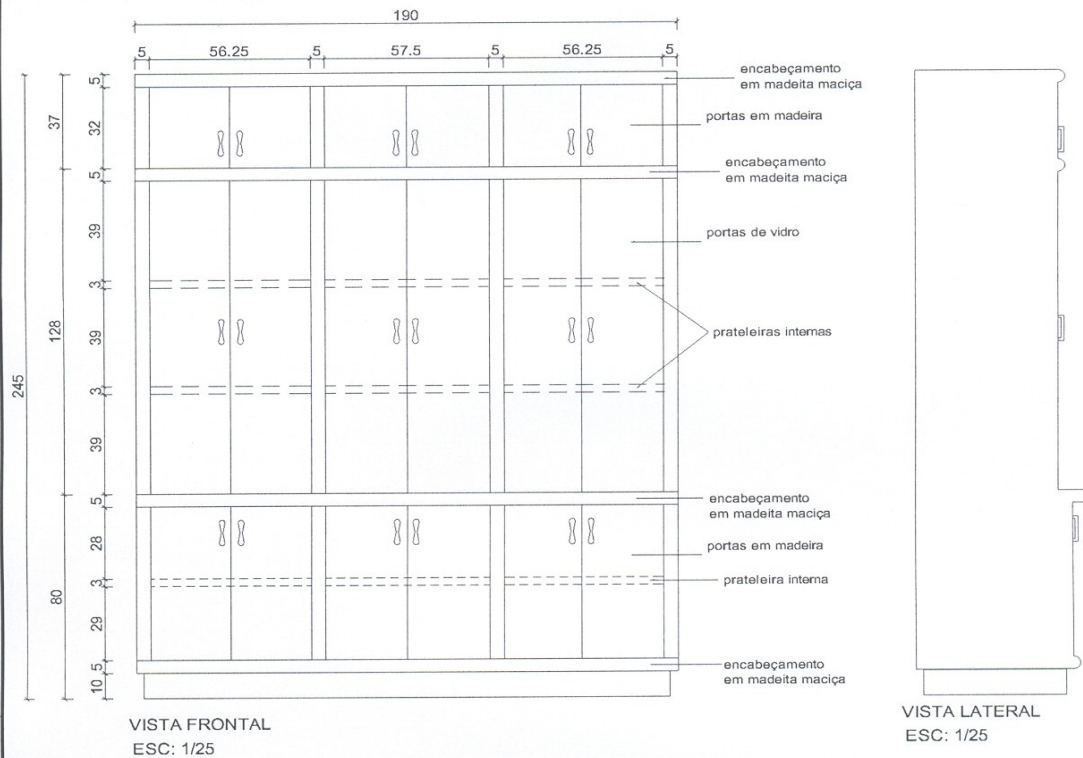 190
5 56.25 5 57.5 5 56.25 5
245
37
128
80
5
32
5
39
3
39
3
39
5
28
3
29
5
10
encabeçamento
em madeita maciça
portas em madeira
encabeçamento
em madeita maciça
portas de vidro
prateleiras internas
encabeçamento
em madeita maciça
portas em madeira
prateleira interna
encabeçamento
em madeita maciça
VISTA FRONTAL
ESC: 1/25
VISTA LATERAL
ESC: 1/25